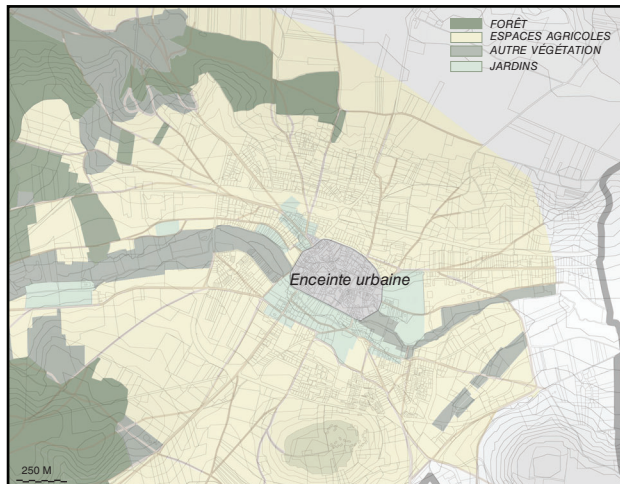 FORÊT
ESPACES AGRICOLES
AUTRE VÉGÉTATION
JARDINS
Enceinte urbaine
250 M